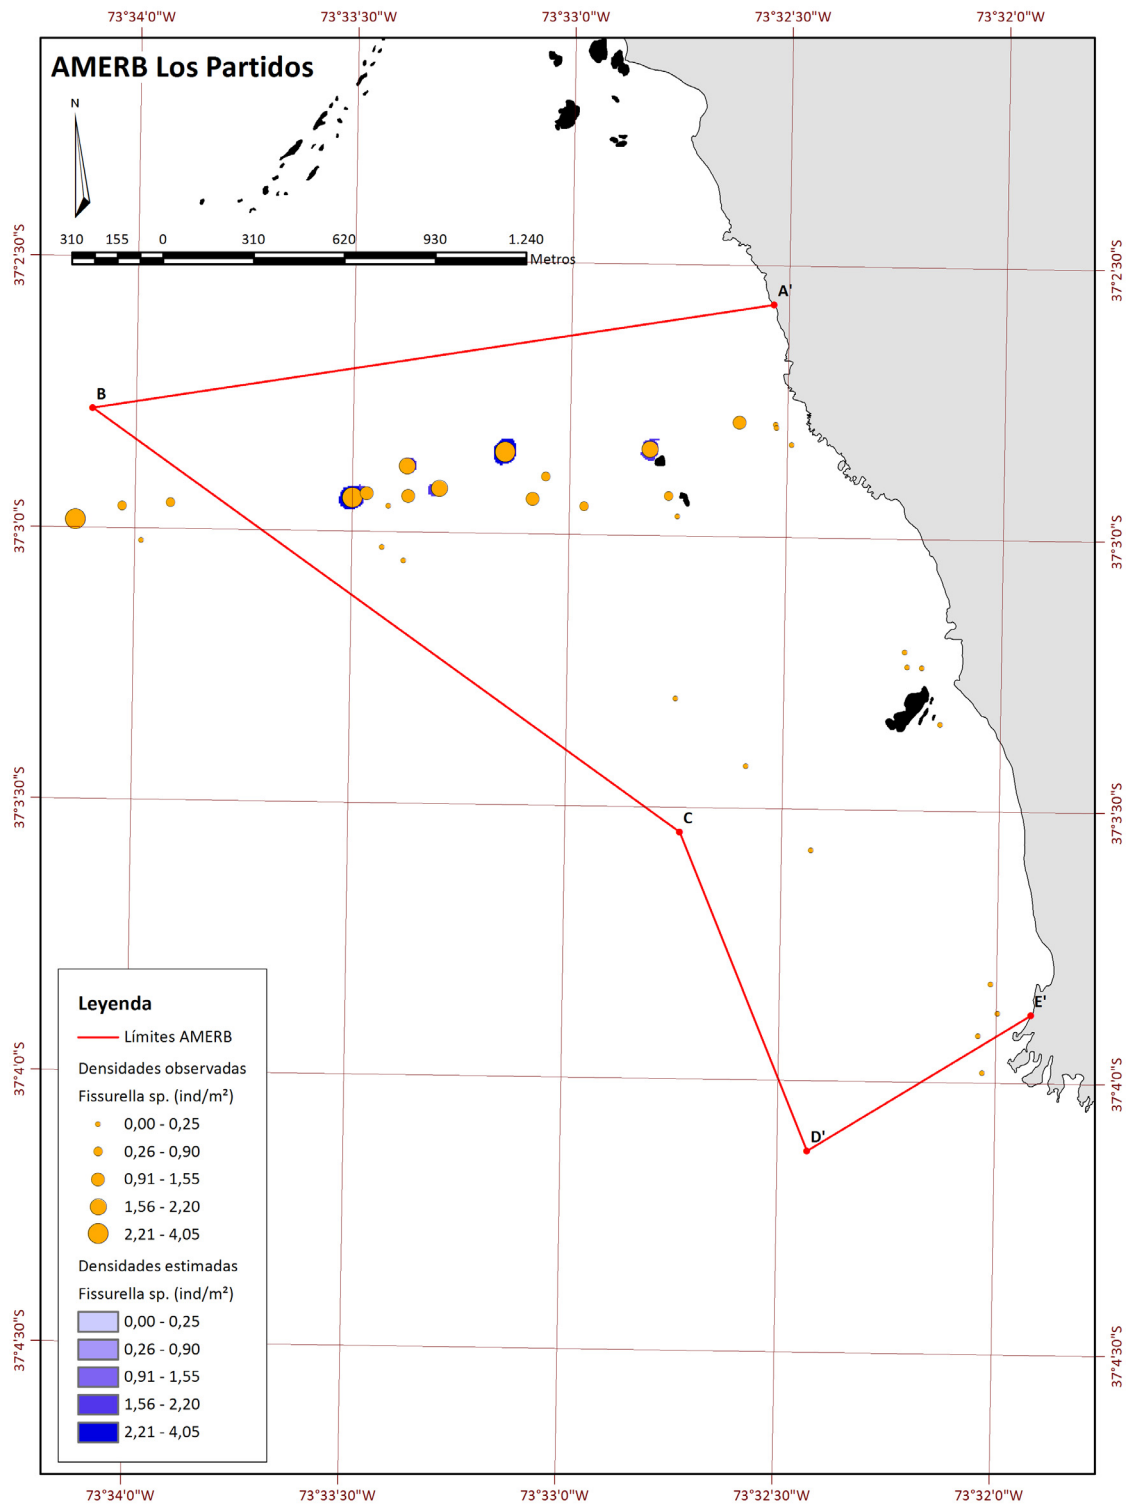 73°34'0"W 73°33'30"W 73°33'0"W 73°32'30"W 73°32'0"W
AMERB Los Partidos
N
310 155 0 310 620 930 1.240
Metros
37°2'30"S 37°2'30"S
A'
B
37°3'0"S 37°3'0"S
37°3'30"S 37°3'30"S
C
E'
37°4'0"S 37°4'0"S
D'
37°4'30"S 37°4'30"S
Leyenda
Límites AMERB
Densidades observadas
Fissurella sp. (ind/m²)
0,00 - 0,25
0,26 - 0,90
0,91 - 1,55
1,56 - 2,20
2,21 - 4,05
Densidades estimadas
Fissurella sp. (ind/m²)
0,00 - 0,25
0,26 - 0,90
0,91 - 1,55
1,56 - 2,20
2,21 - 4,05
73°34'0"W 73°33'30"W 73°33'0"W 73°32'30"W 73°32'0"W